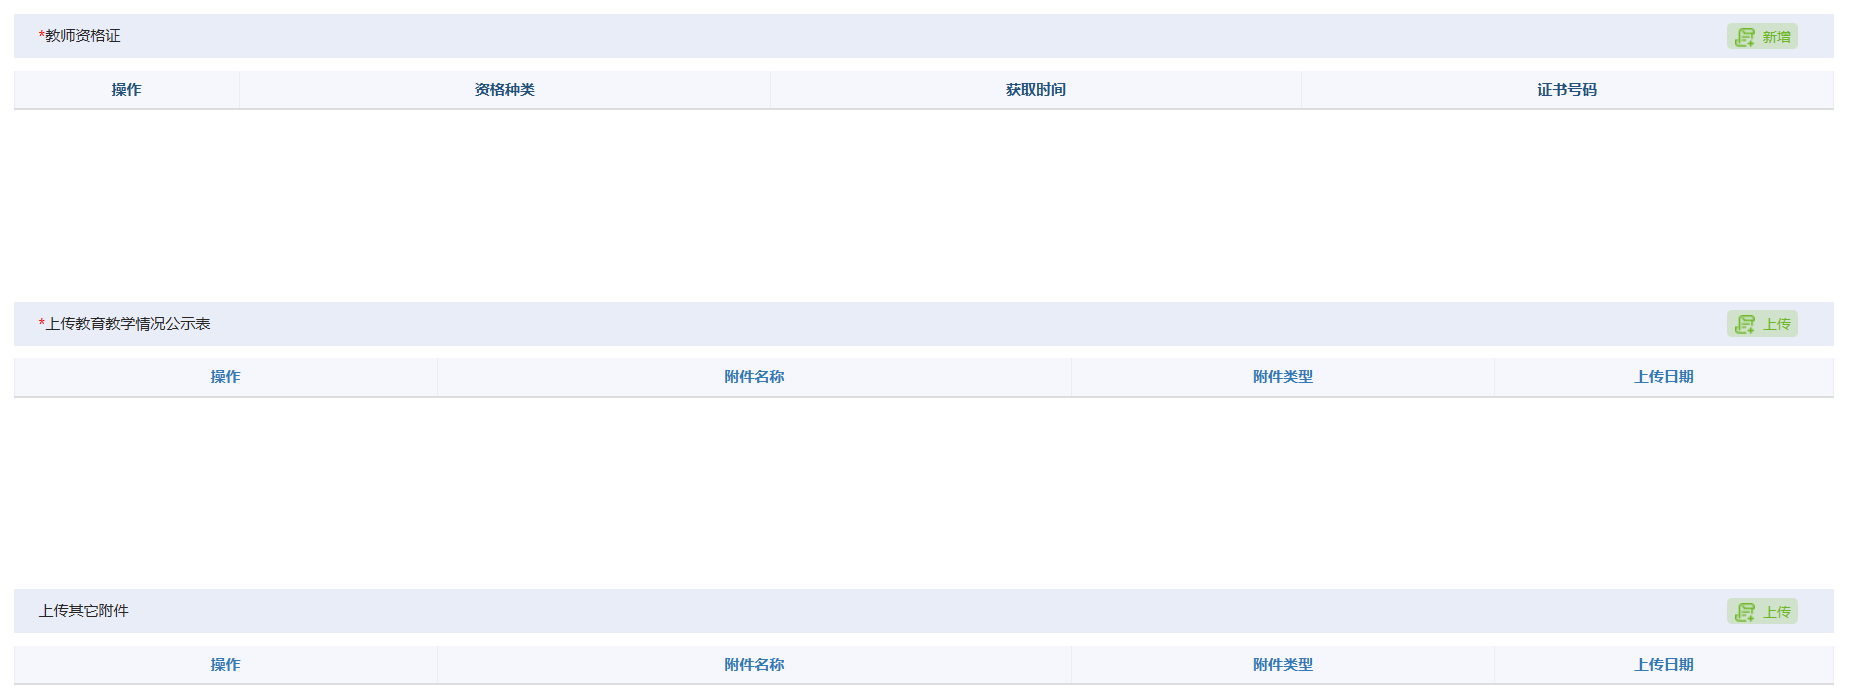 *教师资格证 新增
操作 资格种类 获取时间 证书号码
*上传教育教学情况公示表 上传
操作 附件名称 附件类型 上传日期
上传其它附件 上传
操作 附件名称 附件类型 上传日期